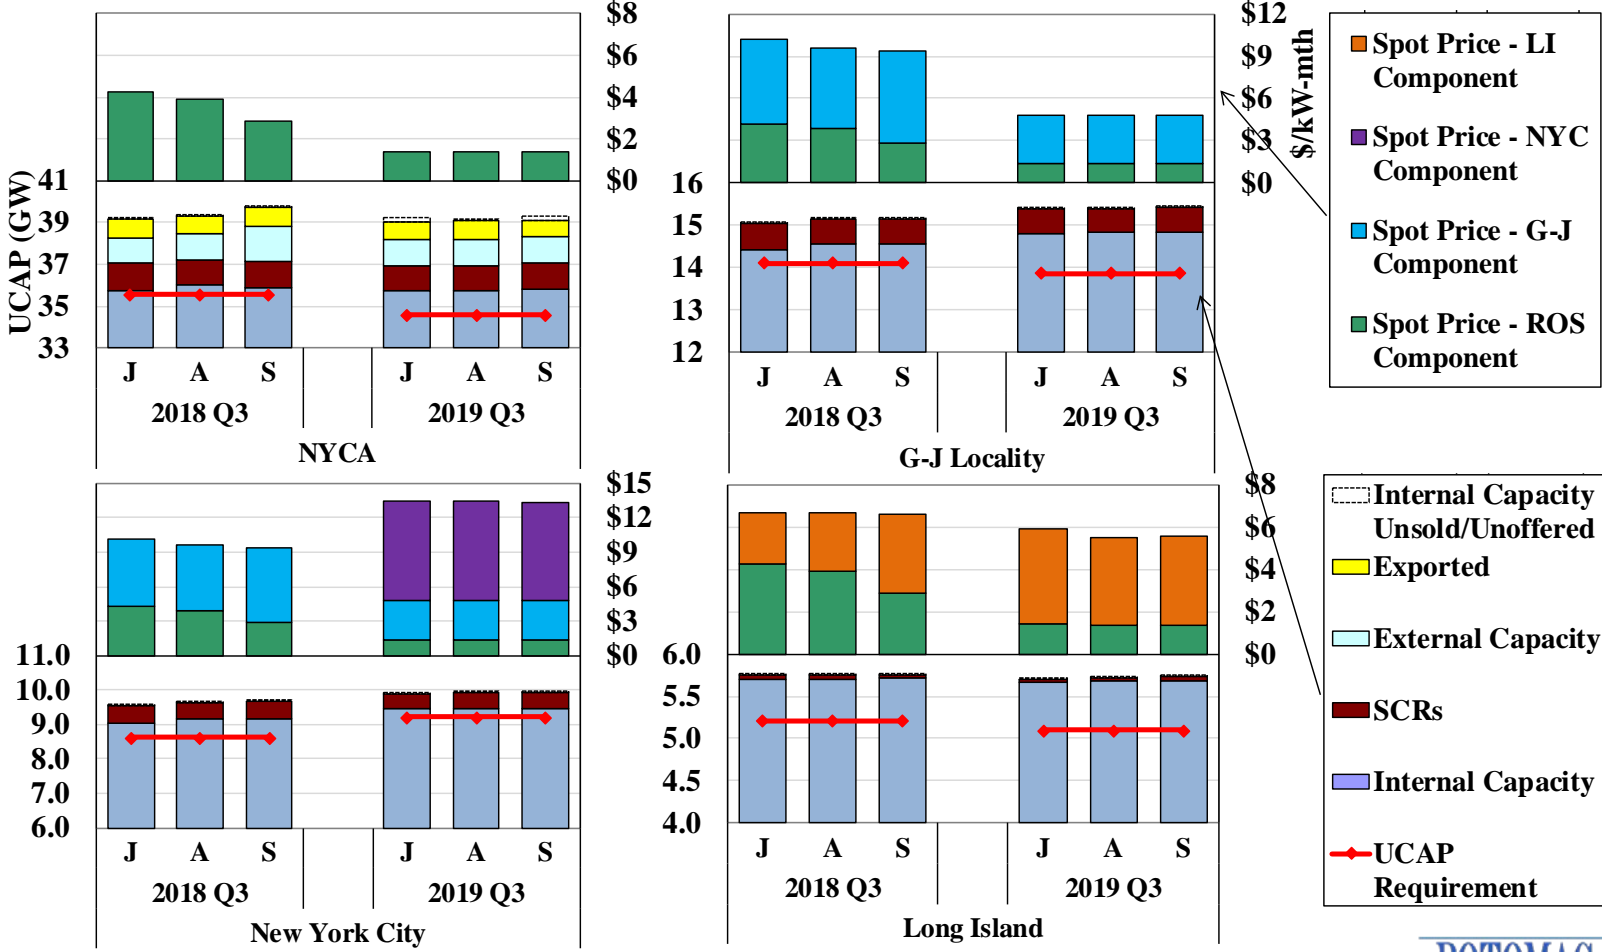 $8
$6
$4
$2
$0
41
39
37
35
33
UCAP (GW)
J A S J A S
2018 Q3 2019 Q3
NYCA
$12
$9
$6
$3
$0
$/kW-mth
16
15
14
13
12
J A S J A S
2018 Q3 2019 Q3
G-J Locality
Spot Price - LI
Component
Spot Price - NYC
Component
Spot Price - G-J
Component
Spot Price - ROS
Component
$15
$12
$9
$6
$3
$0
11.0
10.0
9.0
8.0
7.0
6.0
J A S J A S
2018 Q3 2019 Q3
New York City
$8
$6
$4
$2
$0
6.0
5.5
5.0
4.5
4.0
J A S J A S
2018 Q3 2019 Q3
Long Island
Internal Capacity
Unsold/Unoffered
Exported
External Capacity
SCRs
Internal Capacity
UCAP
Requirement
POTOMAC